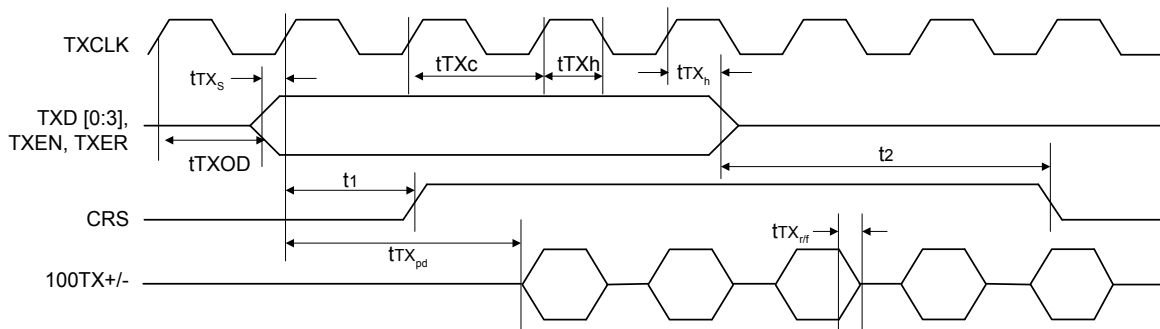 TXCLK
tTXS
tTXc
tTXh
tTXh
TXD [0:3],
TXEN, TXER
tTXOD
t2
t1
CRS
tTXr/f
tTXpd
100TX+/-